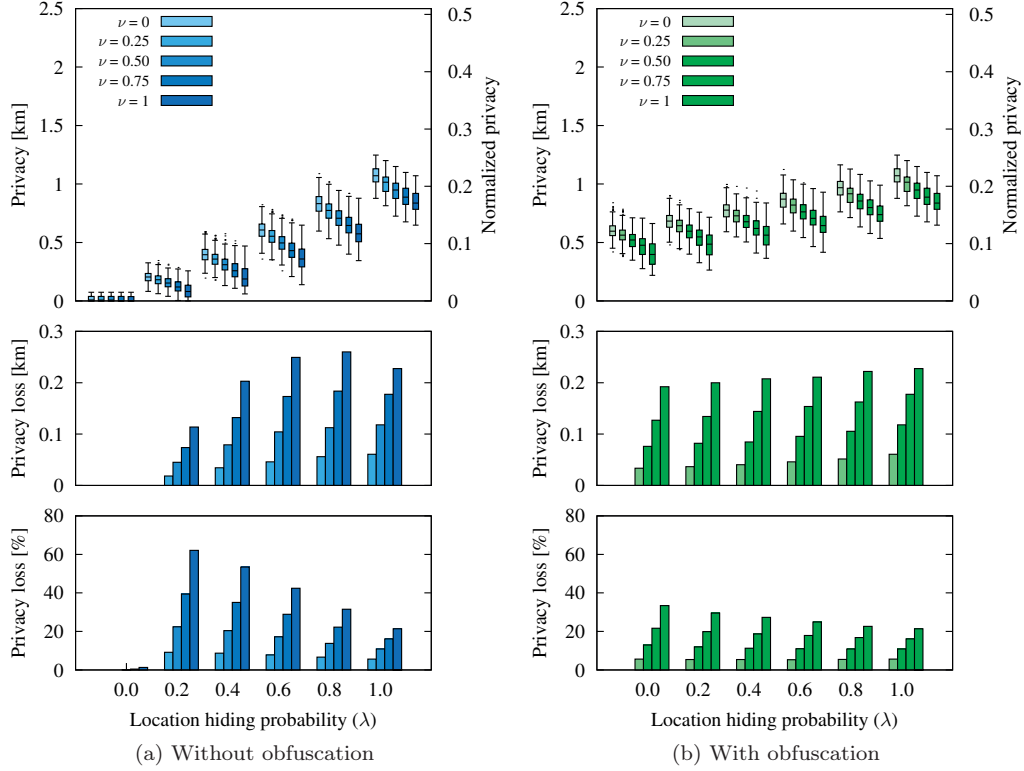 2.5
2
1.5
1
0.5
0
Privacy [km]
0.5
0.4
0.3
0.2
0.1
0
Normalized privacy
ν = 0
ν = 0.25
ν = 0.50
ν = 0.75
ν = 1
0.3
0.2
0.1
0
Privacy loss [km]
80
60
40
20
0
Privacy loss [%]
0.0 0.2 0.4 0.6 0.8 1.0
Location hiding probability (λ)
(a) Without obfuscation
2.5
2
1.5
1
0.5
0
Privacy [km]
0.5
0.4
0.3
0.2
0.1
0
Normalized privacy
ν = 0
ν = 0.25
ν = 0.50
ν = 0.75
ν = 1
0.3
0.2
0.1
0
Privacy loss [km]
80
60
40
20
0
Privacy loss [%]
0.0 0.2 0.4 0.6 0.8 1.0
Location hiding probability (λ)
(b) With obfuscation